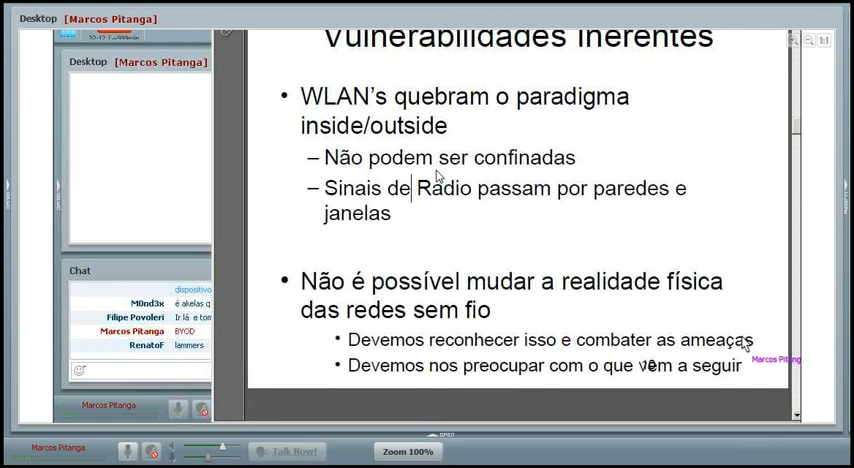 Desktop [Marcos Pitanga]
Desktop [Marcos Pitanga]
Chat
dispositivo
M0nd3x é akelas q
Filipe Povoleri Ir lá e tom
Marcos Pitanga BYOD
RenatoF lammers
Marcos Pitanga
Vulnerabilidades Inerentes
• WLAN's quebram o paradigma
inside/outside
– Não podem ser confinadas
– Sinais de Radio passam por paredes e
janelas
• Não é possível mudar a realidade física
das redes sem fio
• Devemos reconhecer isso e combater as ameaças
• Devemos nos preocupar com o que vem a seguir
Marcos Pitang
OPEN
Marcos Pitanga
Talk Now!
Zoom 100%